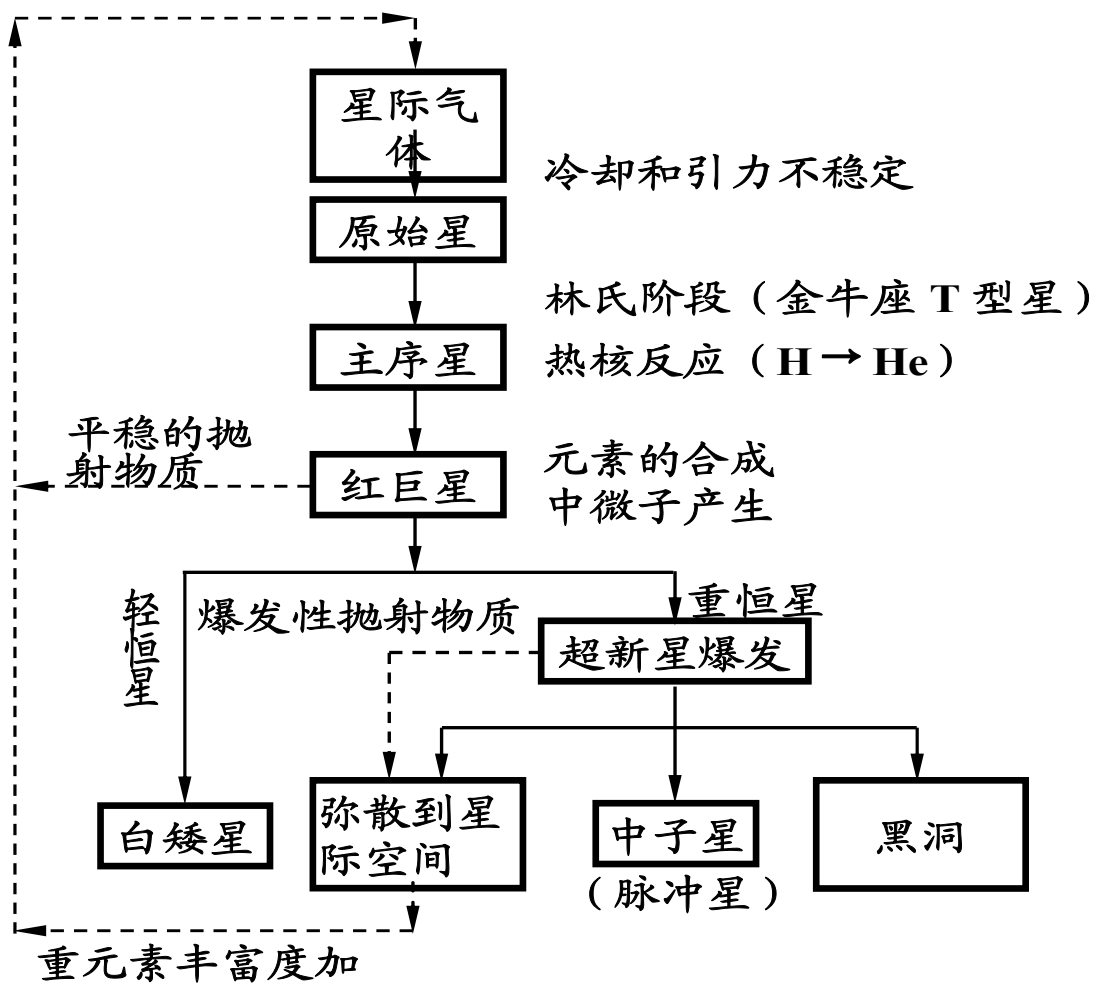 星际气
体
冷却和引力不稳定
原始星
林氏阶段（金牛座 T 型星）
主序星
热核反应（H → He）
平稳的抛
射物质
红巨星
元素的合成
中微子产生
轻恒星
爆发性抛射物质
重恒星
超新星爆发
白矮星
弥散到星
际空间
中子星
（脉冲星）
黑洞
重元素丰富度加